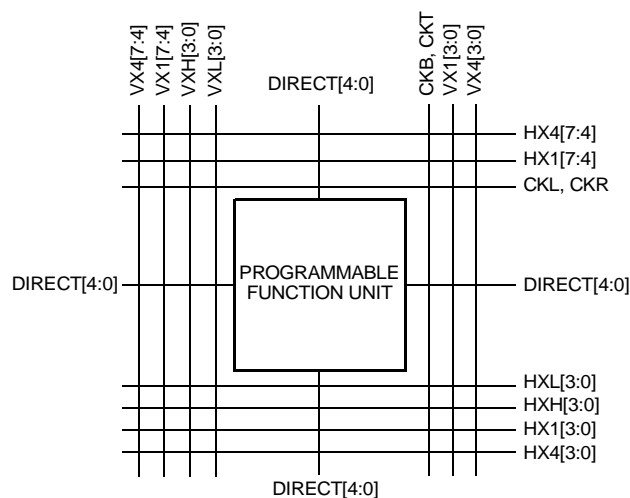 VX4[7:4]
VX1[7:4]
VXH[3:0]
VXL[3:0]
DIRECT[4:0]
CKB, CKT
VX1[3:0]
VX4[3:0]
HX4[7:4]
HX1[7:4]
CKL, CKR
DIRECT[4:0]
PROGRAMMABLE
FUNCTION UNIT
DIRECT[4:0]
HXL[3:0]
HXH[3:0]
HX1[3:0]
HX4[3:0]
DIRECT[4:0]